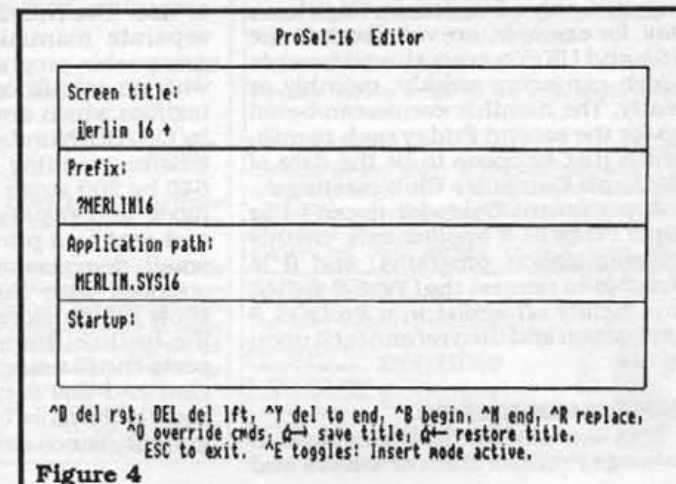 ProSel-16 Editor
Screen title:
Merlin 16 +
Prefix:
?MERLIN16
Application path:
MERLIN.SYS16
Startup:
^D del rgt, DEL del lft, ^Y del to end, ^B begin, ^N end, ^R replace,
^O override cmds, → save title, ← restore title.
ESC to exit. ^E toggles: Insert mode active.
Figure 4